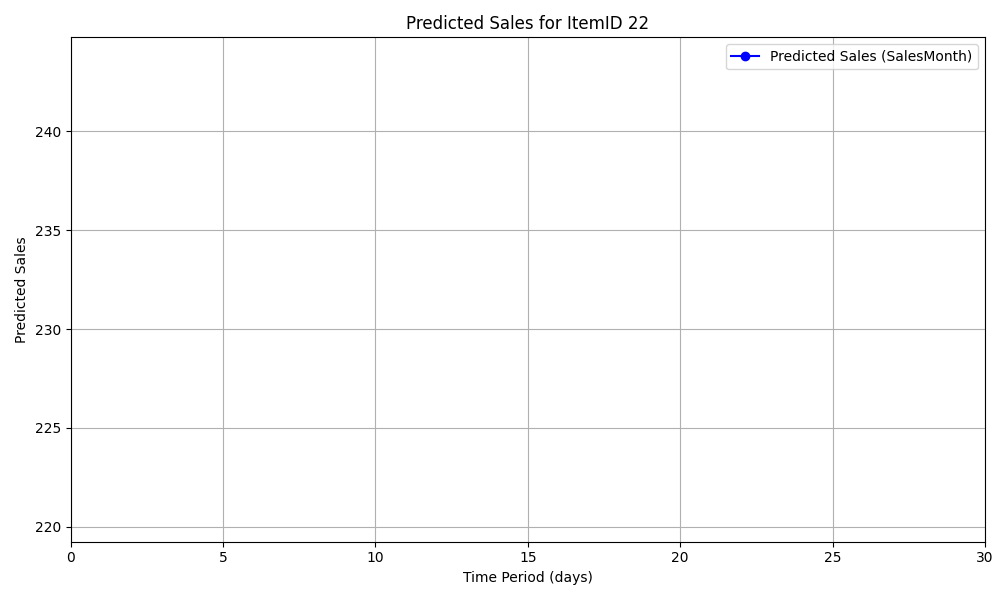 Predicted Sales for ItemID 22
Predicted Sales (SalesMonth)
240
235
230
225
220
Predicted Sales
0 5 10 15 20 25 30
Time Period (days)